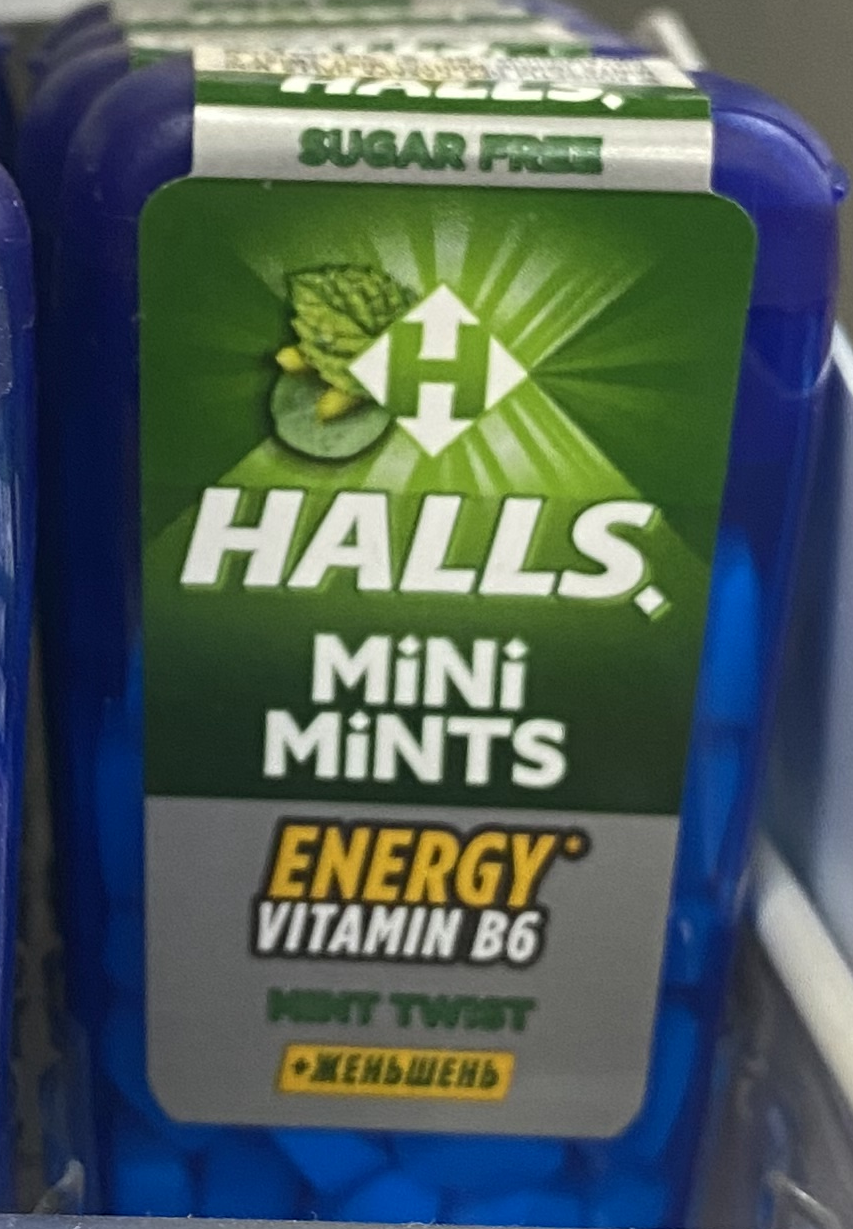 HALLS.
SUGAR FREE
H
HALLS.
MiNi
MiNTS
ENERGY*
VITAMIN B6
MINT TWIST
+ЖЕНЬШЕНЬ